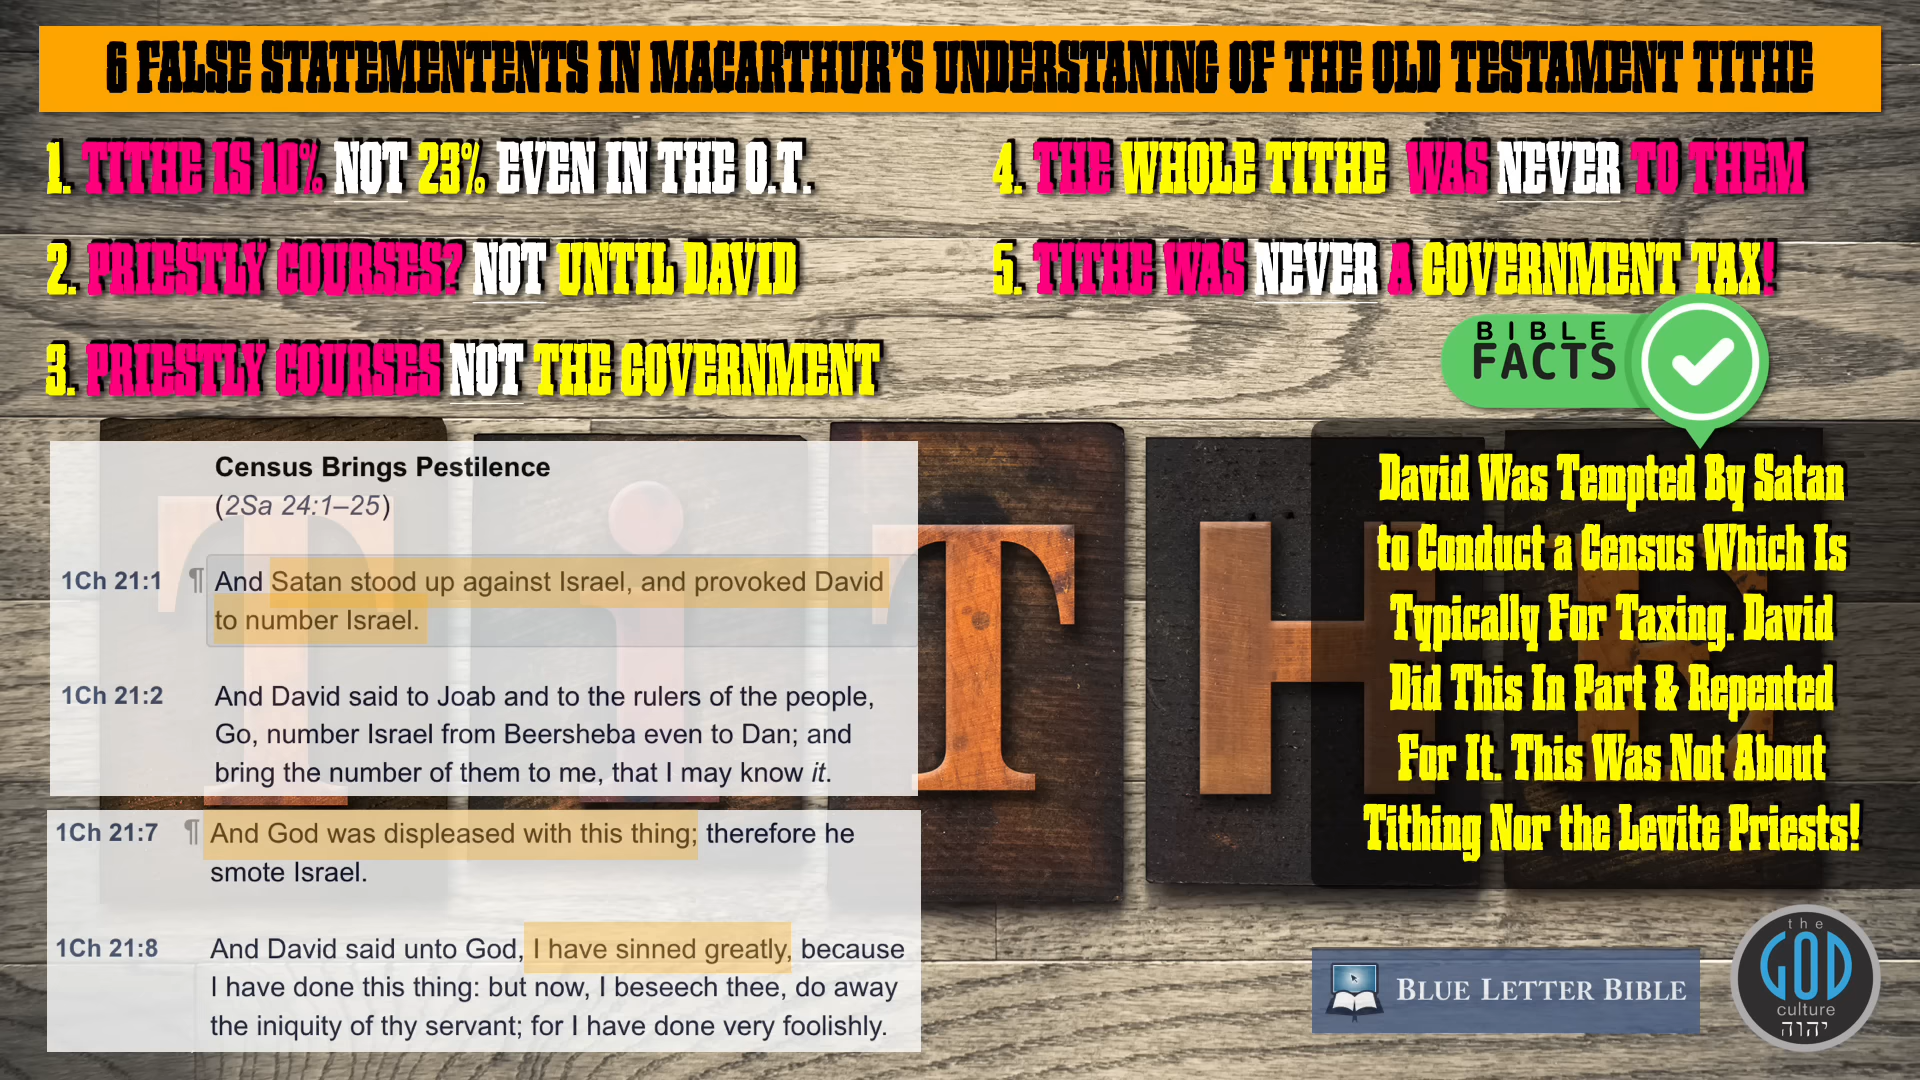 6 FALSE STATEMENTENTS IN MACARTHUR'S UNDERSTANING OF THE OLD TESTAMENT TITHE
1. TITHE IS 10% NOT 23% EVEN IN THE O.T.
2. PRIESTLY COURSES? NOT UNTIL DAVID
3. PRIESTLY COURSES NOT THE GOVERNMENT
4. THE WHOLE TITHE WAS NEVER TO THEM
5. TITHE WAS NEVER A GOVERNMENT TAX!
BIBLE
FACTS
Census Brings Pestilence
(2Sa 24:1–25)
1Ch 21:1 ¶ And Satan stood up against Israel, and provoked David
to number Israel.
1Ch 21:2 And David said to Joab and to the rulers of the people,
Go, number Israel from Beersheba even to Dan; and
bring the number of them to me, that I may know it.
1Ch 21:7 ¶ And God was displeased with this thing; therefore he
smote Israel.
1Ch 21:8 And David said unto God, I have sinned greatly, because
I have done this thing: but now, I beseech thee, do away
the iniquity of thy servant; for I have done very foolishly.
TiTHE
David Was Tempted By Satan
to Conduct a Census Which Is
Typically For Taxing. David
Did This In Part & Repented
For It. This Was Not About
Tithing Nor the Levite Priests!
BLUE LETTER BIBLE
the
GOD
culture
יהוה